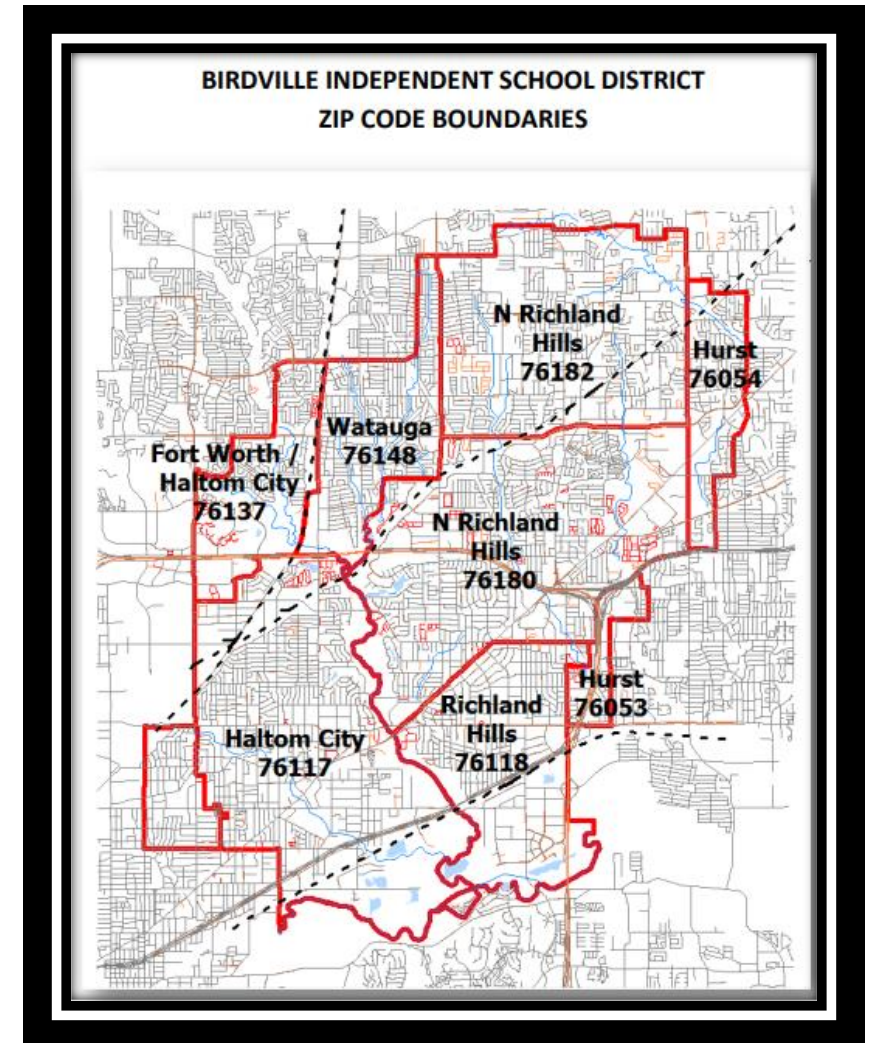 BIRDVILLE INDEPENDENT SCHOOL DISTRICT
ZIP CODE BOUNDARIES
N Richland
Hills
76182
Hurst
76054
Watauga
76148
Fort Worth /
Haltom City
76137
N Richland
Hills
76180
Hurst
76053
Richland
Hills
76118
Haltom City
76117